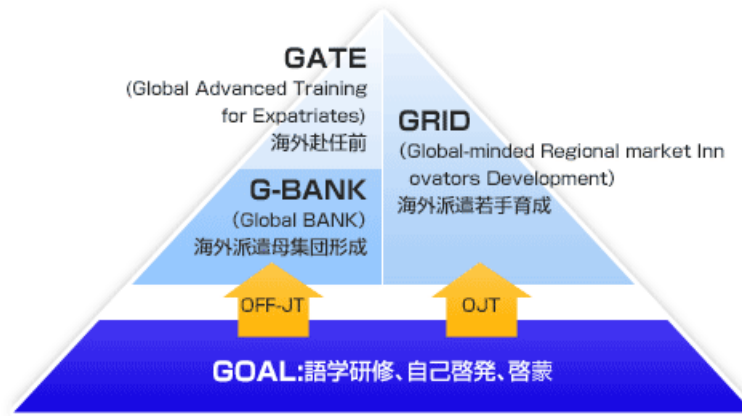 GATE
(Global Advanced Training
for Expatriates)
海外赴任前
G-BANK
(Global BANK)
海外派遣母集団形成
GRID
(Global-minded Regional market Inn
ovators Development)
海外派遣若手育成
OFF-JT
OJT
GOAL:語学研修、自己啓発、啓蒙